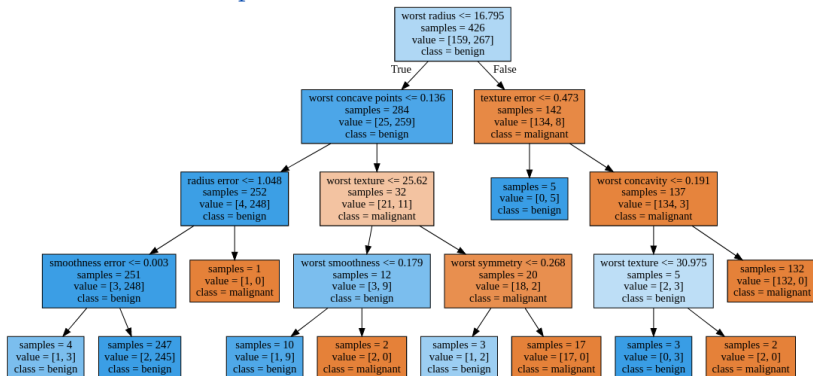 worst radius <= 16.795
samples = 426
value = [159, 267]
class = benign
True
False
worst concave points <= 0.136
samples = 284
value = [25, 259]
class = benign
texture error <= 0.473
samples = 142
value = [134, 8]
class = malignant
radius error <= 1.048
samples = 252
value = [4, 248]
class = benign
worst texture <= 25.62
samples = 32
value = [21, 11]
class = malignant
samples = 5
value = [0, 5]
class = benign
worst concavity <= 0.191
samples = 137
value = [134, 3]
class = malignant
smoothness error <= 0.003
samples = 251
value = [3, 248]
class = benign
samples = 1
value = [1, 0]
class = malignant
worst smoothness <= 0.179
samples = 12
value = [3, 9]
class = benign
worst symmetry <= 0.268
samples = 20
value = [18, 2]
class = malignant
worst texture <= 30.975
samples = 5
value = [2, 3]
class = benign
samples = 132
value = [132, 0]
class = malignant
samples = 4
value = [1, 3]
class = benign
samples = 247
value = [2, 245]
class = benign
samples = 10
value = [1, 9]
class = benign
samples = 2
value = [2, 0]
class = malignant
samples = 3
value = [1, 2]
class = benign
samples = 17
value = [17, 0]
class = malignant
samples = 3
value = [0, 3]
class = benign
samples = 2
value = [2, 0]
class = malignant